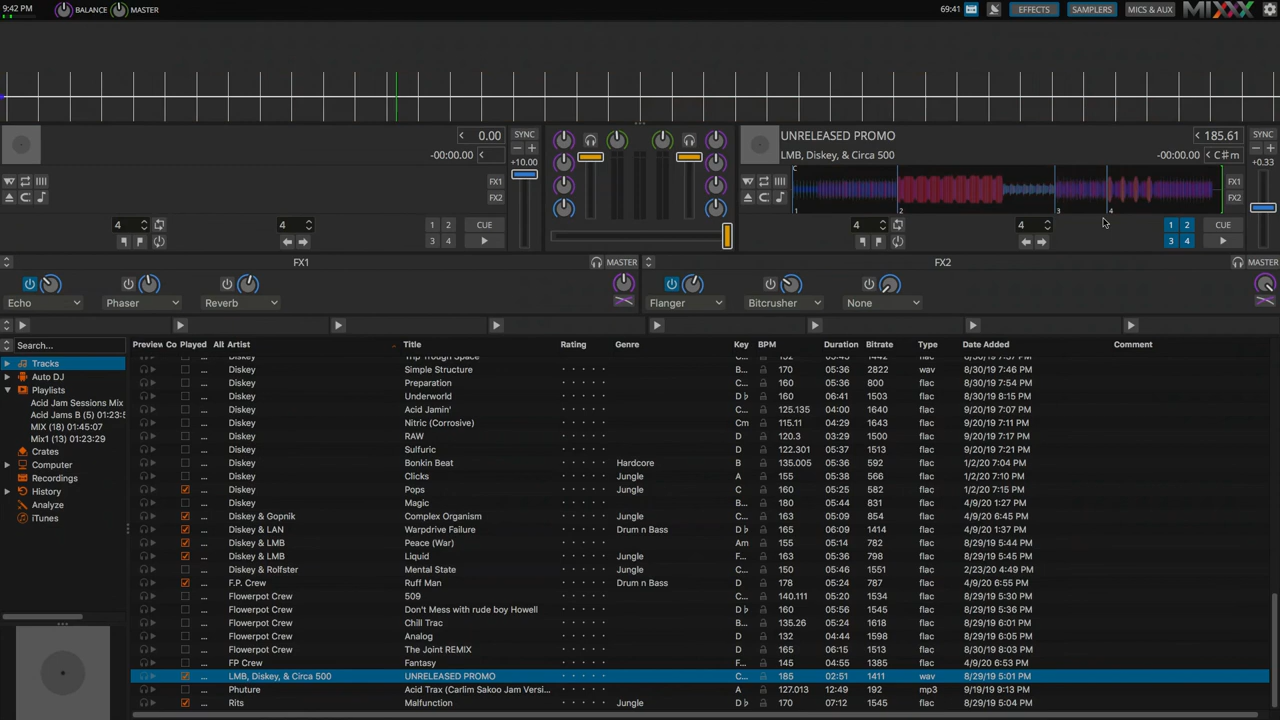 9:42 PM BALANCE MASTER 69:41 EFFECTS SAMPLERS MICS & AUX MIXXX
0.00 SYNC UNRELEASED PROMO 185.61 SYNC
-00:00.00 +10.00 LMB, Diskey, & Circa 500 -00:00.00 C#m +0.33
FX1 C FX1
FX2 1 2 3 4 FX2
4 4 1 2 CUE 4 4 1 2 CUE
3 4 3 4
FX1 MASTER FX2 MASTER
Echo Phaser Reverb Flanger Bitcrusher None
Search... Preview Co Played Alt Artist Title Rating Genre Key BPM Duration Bitrate Type Date Added Comment
Tracks
Auto DJ
Playlists
Acid Jam Sessions Mix
Acid Jams B (5) 01:23:5
MIX (18) 01:45:07
Mix1 (13) 01:23:29
Crates
Computer
Recordings
History
Analyze
iTunes
Diskey
Diskey Simple Structure B... 170 05:36 2822 wav 8/30/19 7:46 PM
Diskey Preparation C... 160 05:36 800 flac 8/30/19 7:54 PM
Diskey Underworld D♭ 160 06:41 1503 flac 8/30/19 8:15 PM
Diskey Acid Jamin' C... 125.135 04:00 1640 flac 9/20/19 7:07 PM
Diskey Nitric (Corrosive) Cm 115.11 04:29 1643 flac 9/20/19 7:11 PM
Diskey RAW D 120.3 03:29 1500 flac 9/20/19 7:17 PM
Diskey Sulfuric D 122.301 05:37 1513 flac 9/20/19 7:21 PM
Diskey Bonkin Beat Hardcore B 135.005 05:36 592 flac 1/2/20 7:04 PM
Diskey Clicks Jungle C... 155 05:38 566 flac 1/2/20 7:10 PM
Diskey Pops Jungle C 160 05:25 582 flac 1/2/20 7:15 PM
Diskey Magic B 180 05:44 831 flac 4/9/20 1:27 PM
Diskey & Gopnik Complex Organism Jungle C... 163 05:09 854 flac 4/9/20 6:45 PM
Diskey & LAN Warpdrive Failure Drum n Bass D♭ 165 06:09 1414 flac 4/9/20 1:37 PM
Diskey & LMB Peace (War) Am 155 05:14 782 flac 8/29/19 5:44 PM
Diskey & LMB Liquid Jungle F... 163 05:36 798 flac 8/29/19 5:45 PM
Diskey & Rolfster Mental State Jungle C... 150 05:46 1551 flac 2/23/20 4:49 PM
F.P. Crew Ruff Man Drum n Bass D 178 05:24 787 flac 4/9/20 6:55 PM
Flowerpot Crew 509 C... 140.111 05:20 1534 flac 8/29/19 5:36 PM
Flowerpot Crew Don't Mess with rude boy Howell D♭ 160 05:56 1545 flac 8/29/19 5:39 PM
Flowerpot Crew Chill Trac D♭ 135.26 05:22 1618 flac 8/29/19 6:01 PM
Flowerpot Crew Analog D 132 04:44 1598 flac 8/29/19 6:05 PM
Flowerpot Crew The Joint REMIX D♭ 165 06:15 1513 flac 8/29/19 8:03 PM
FP Crew Fantasy F... 145 04:55 1385 flac 4/9/20 6:53 PM
LMB, Diskey, & Circa 500 UNRELEASED PROMO C... 185 02:51 1411 wav 8/29/19 5:01 PM
Phuture Acid Trax (Carlim Sakoo Jam Versi... A 127.013 12:49 192 mp3 9/19/19 9:13 PM
Rits Malfunction Jungle D♭ 170 07:12 1545 wav 8/29/19 5:01 PM